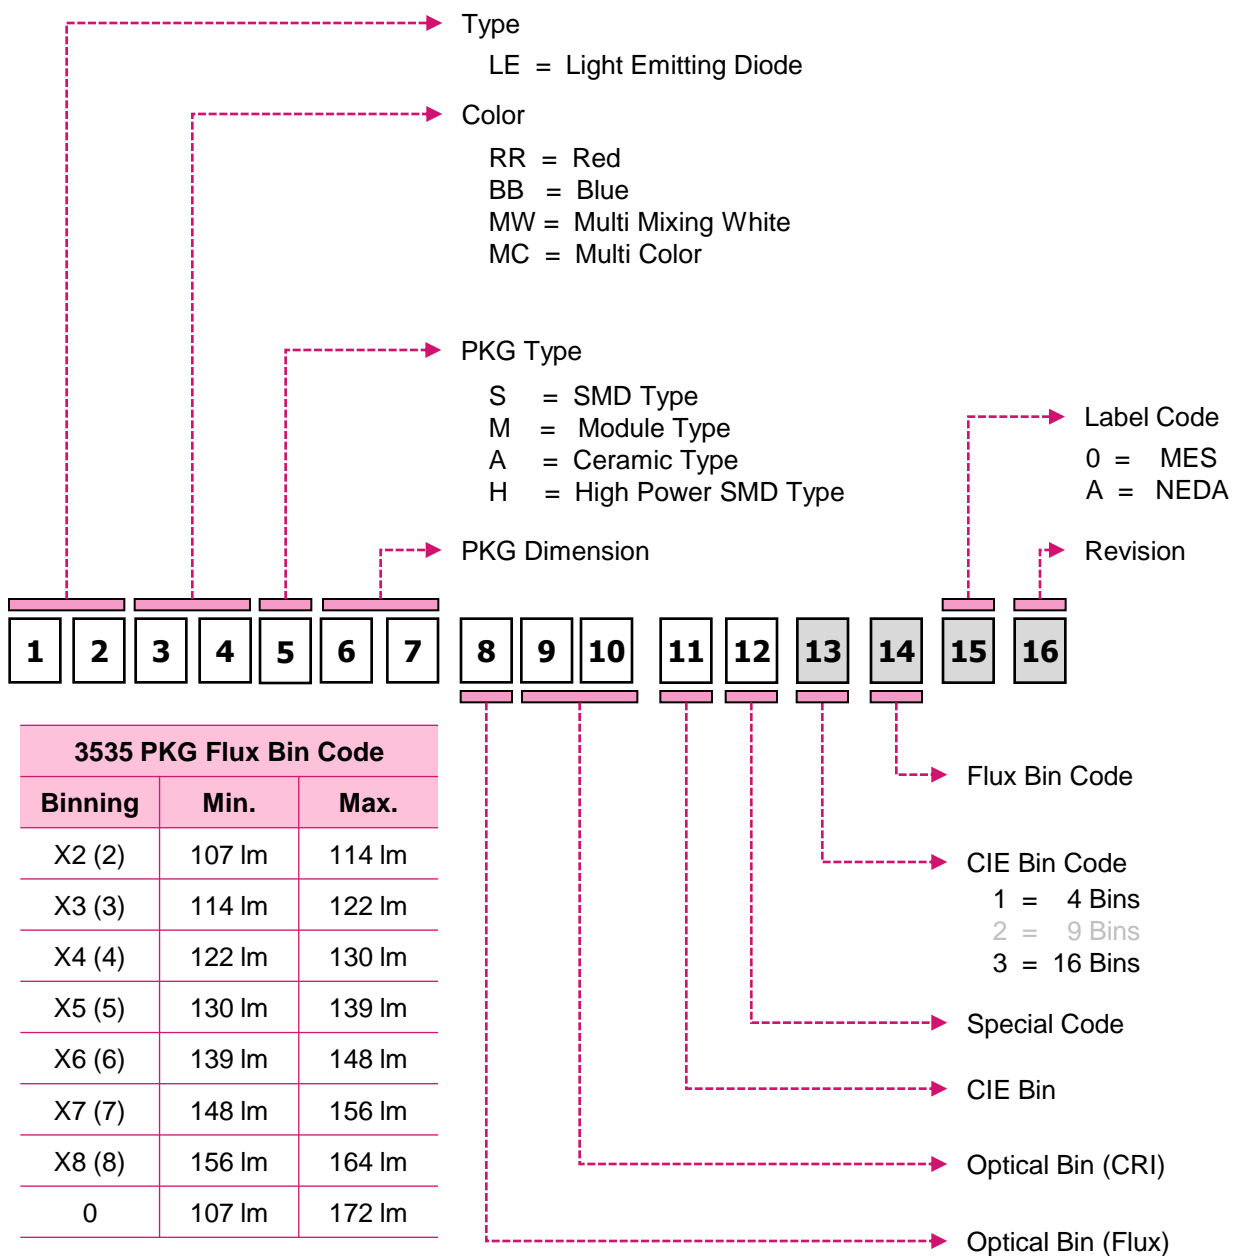 Type
LE = Light Emitting Diode
Color
RR = Red
BB = Blue
MW = Multi Mixing White
MC = Multi Color
PKG Type
S = SMD Type
M = Module Type
A = Ceramic Type
H = High Power SMD Type
Label Code
0 = MES
A = NEDA
PKG Dimension
Revision
1 2 3 4 5 6 7 8 9 10 11 12 13 14 15 16
3535 PKG Flux Bin Code
Binning Min. Max.
X2 (2) 107 lm 114 lm
X3 (3) 114 lm 122 lm
X4 (4) 122 lm 130 lm
X5 (5) 130 lm 139 lm
X6 (6) 139 lm 148 lm
X7 (7) 148 lm 156 lm
X8 (8) 156 lm 164 lm
0 107 lm 172 lm
Flux Bin Code
CIE Bin Code
1 = 4 Bins
2 = 9 Bins
3 = 16 Bins
Special Code
CIE Bin
Optical Bin (CRI)
Optical Bin (Flux)